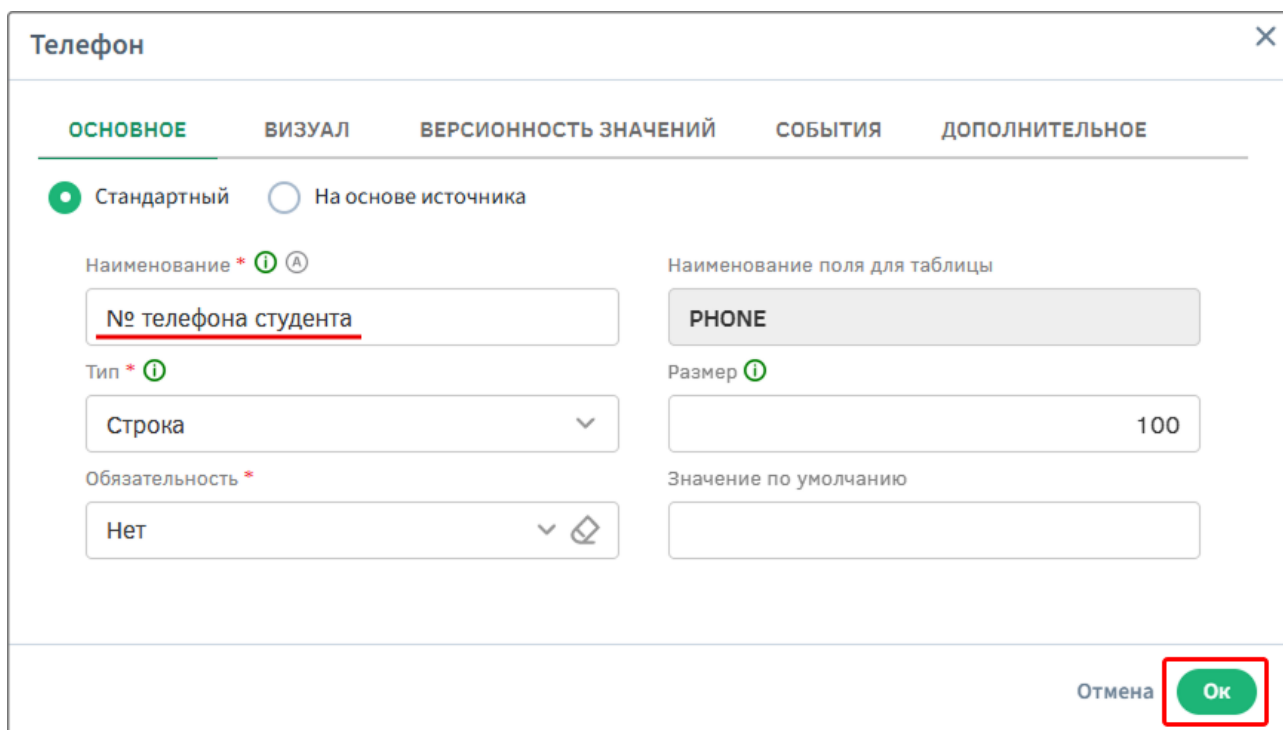 Телефон
ОСНОВНОЕ ВИЗУАЛ ВЕРСИОННОСТЬ ЗНАЧЕНИЙ СОБЫТИЯ ДОПОЛНИТЕЛЬНОЕ
Стандартный На основе источника
Наименование * Наименование поля для таблицы
№ телефона студента PHONE
Тип * Размер
Строка 100
Обязательность * Значение по умолчанию
Нет
Отмена Ок